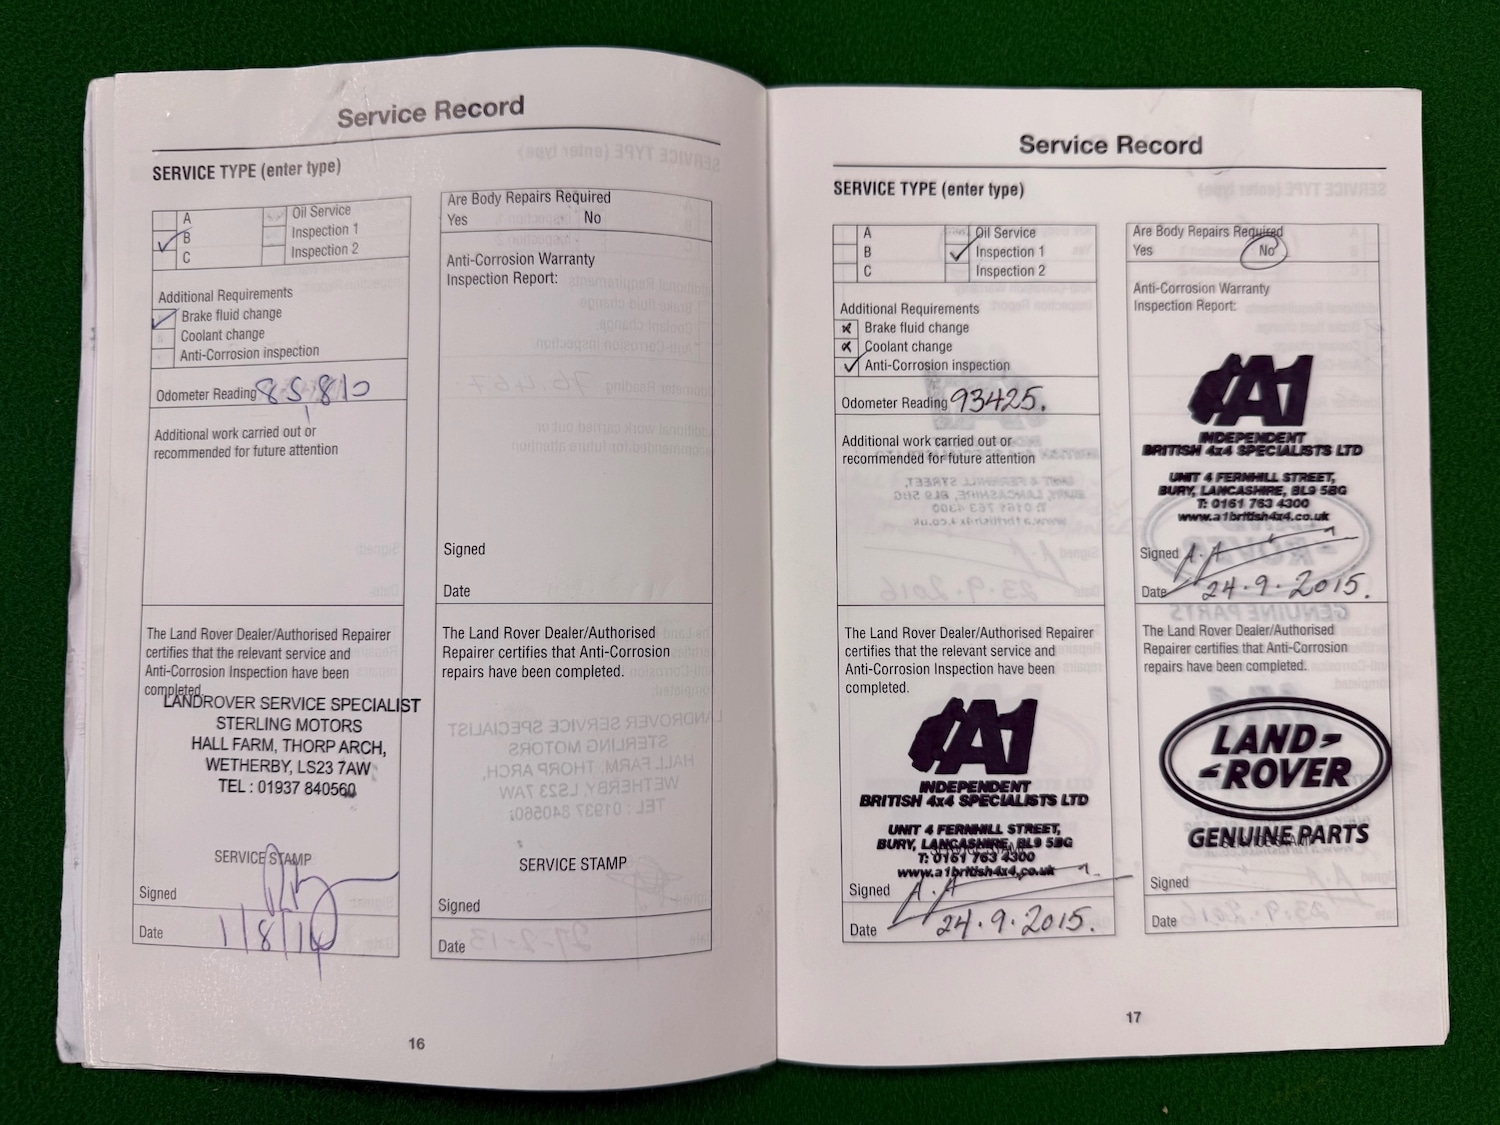 Service Record
SERVICE TYPE (enter type)
A
B
C
Oil Service
Inspection 1
Inspection 2
Additional Requirements
Brake fluid change
Coolant change
Anti-Corrosion inspection
Odometer Reading 85,810
Additional work carried out or
recommended for future attention
The Land Rover Dealer/Authorised Repairer
certifies that the relevant service and
Anti-Corrosion Inspection have been
completed.
LANDROVER SERVICE SPECIALIST
STERLING MOTORS
HALL FARM, THORP ARCH,
WETHERBY, LS23 7AW
TEL : 01937 840560
SERVICE STAMP
Signed
Date 1/8/14
Are Body Repairs Required
Yes No
Anti-Corrosion Warranty
Inspection Report:
Signed
Date
The Land Rover Dealer/Authorised
Repairer certifies that Anti-Corrosion
repairs have been completed.
SERVICE STAMP
Signed
Date
16
Service Record
SERVICE TYPE (enter type)
A
B
C
Oil Service
Inspection 1
Inspection 2
Additional Requirements
Brake fluid change
Coolant change
Anti-Corrosion inspection
Odometer Reading 93425.
Additional work carried out or
recommended for future attention
The Land Rover Dealer/Authorised Repairer
certifies that the relevant service and
Anti-Corrosion Inspection have been
completed.
A1
INDEPENDENT
BRITISH 4x4 SPECIALISTS LTD
UNIT 4 FERNHILL STREET,
BURY, LANCASHIRE, BL9 5BG
T: 0161 763 4300
www.a1british4x4.co.uk
Signed A.A
Date 24.9.2015.
Are Body Repairs Required
Yes No
Anti-Corrosion Warranty
Inspection Report:
A1
INDEPENDENT
BRITISH 4x4 SPECIALISTS LTD
UNIT 4 FERNHILL STREET,
BURY, LANCASHIRE, BL9 5BG
T: 0161 763 4300
www.a1british4x4.co.uk
Signed A.A
Date 24.9.2015.
The Land Rover Dealer/Authorised
Repairer certifies that Anti-Corrosion
repairs have been completed.
LAND-
-ROVER
GENUINE PARTS
SERVICE STAMP
Signed
Date
17